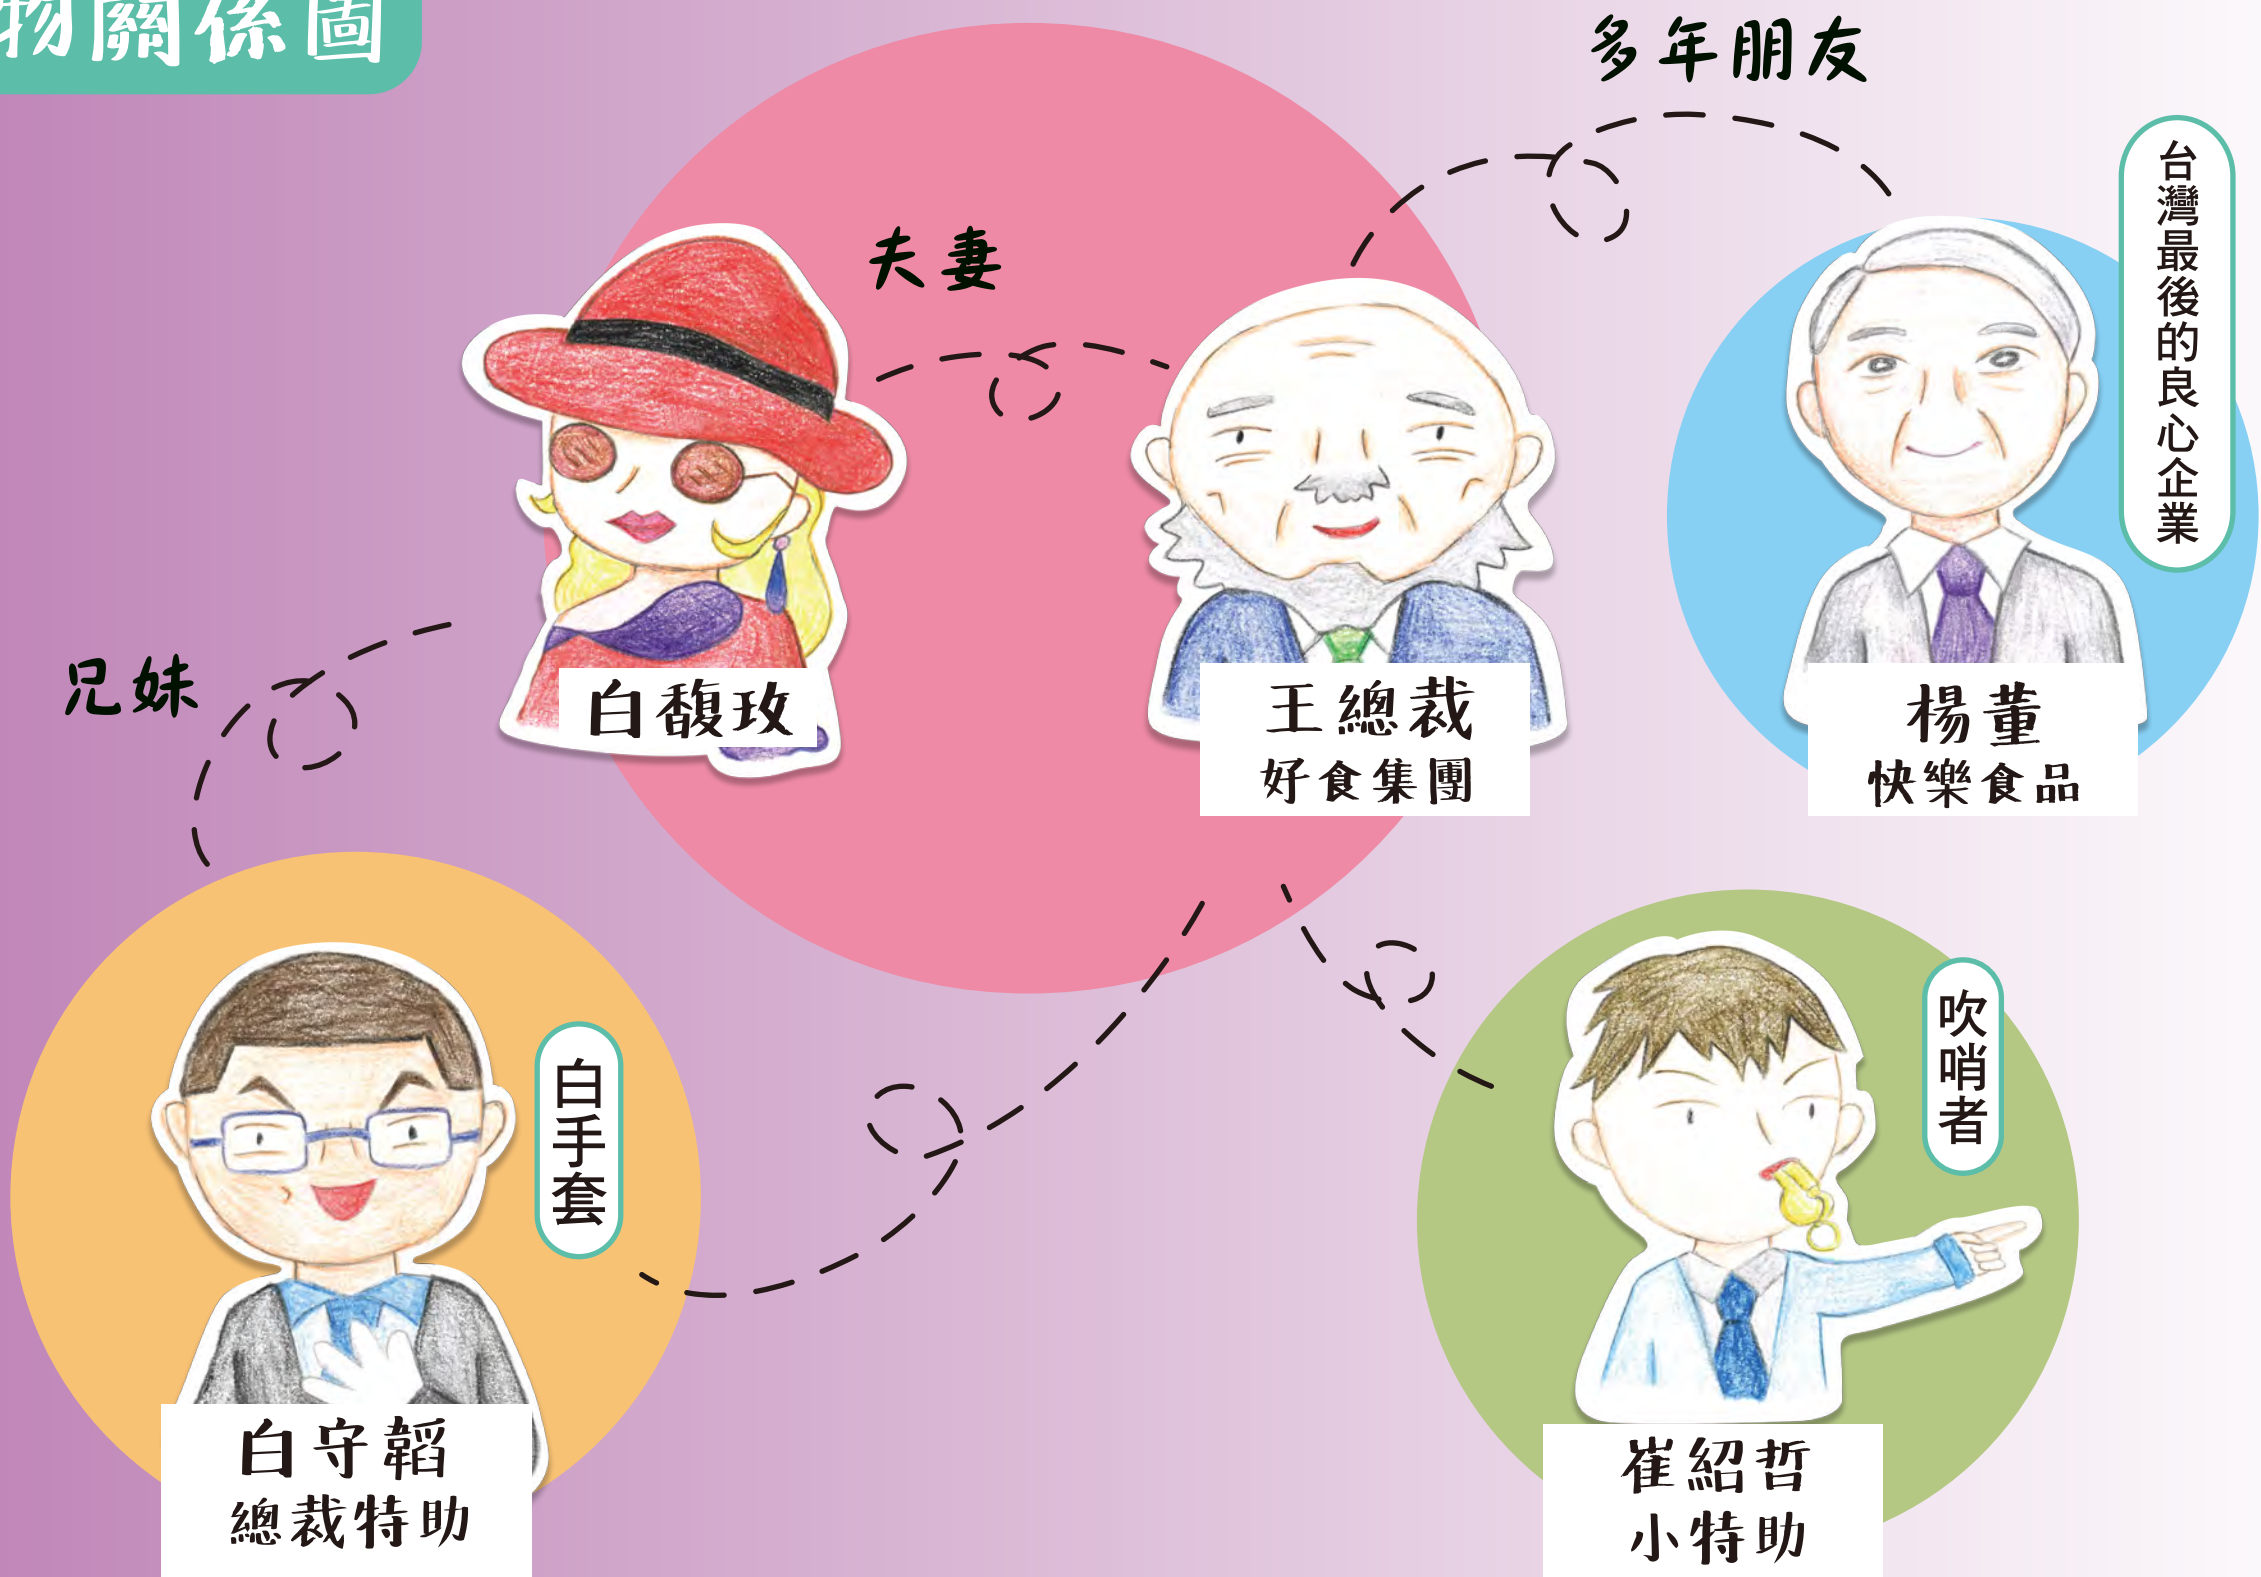 物關係圖
多年朋友
夫妻
台灣最後的良心企業
兄妹
白馥玫
王總裁
好食集團
楊董
快樂食品
白手套
吹哨者
白守韜
總裁特助
崔紹哲
小特助